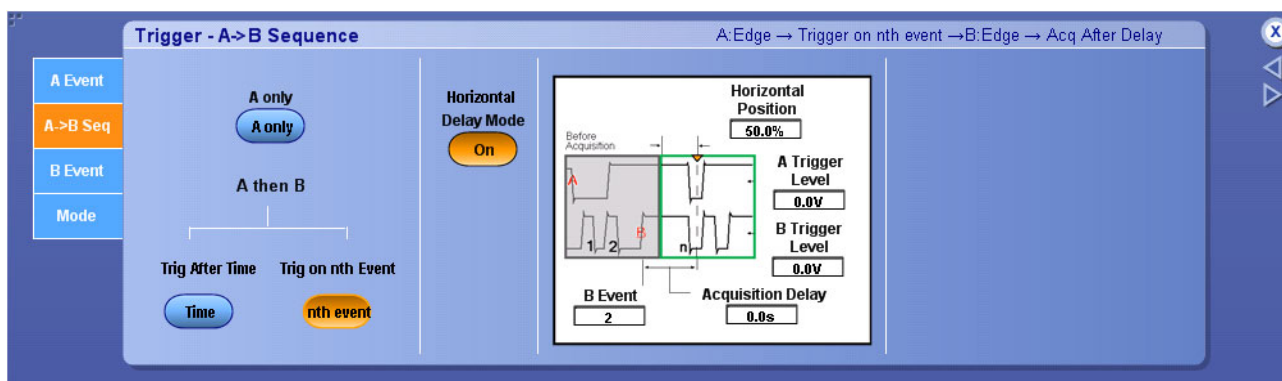 Trigger - A->B Sequence
A:Edge → Trigger on nth event →B:Edge → Acq After Delay
X
A Event
A->B Seq
B Event
Mode
A only
A only
A then B
Trig After Time
Trig on nth Event
Time
nth event
Horizontal
Delay Mode
On
Horizontal
Position
50.0%
Before
Acquisition
A
A Trigger
Level
0.0V
B Trigger
Level
0.0V
1
2
B
n
B Event
2
Acquisition Delay
0.0s